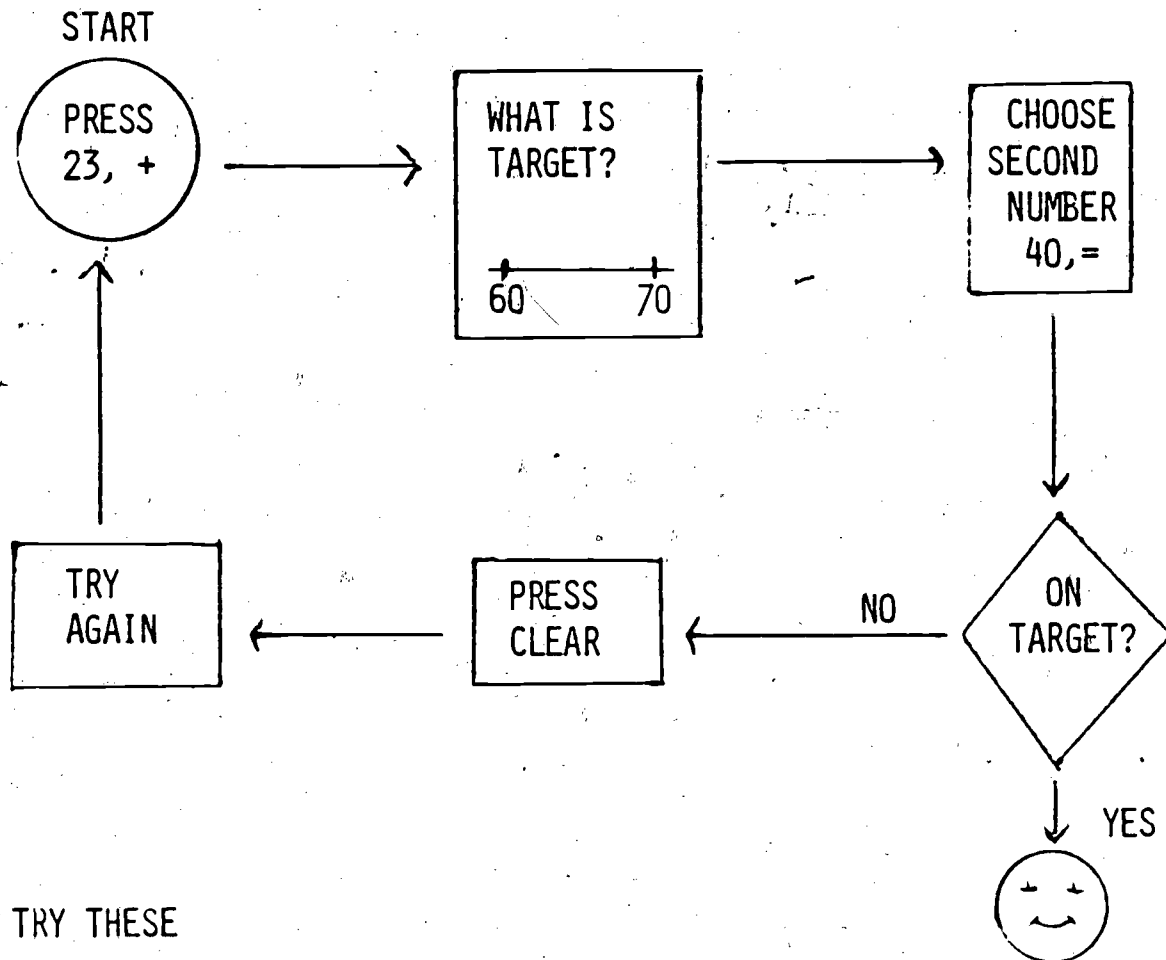 START
PRESS
23, +
WHAT IS
TARGET?
60 70
CHOOSE
SECOND
NUMBER
40,=
ON
TARGET?
NO
PRESS
CLEAR
TRY
AGAIN
YES
TRY THESE